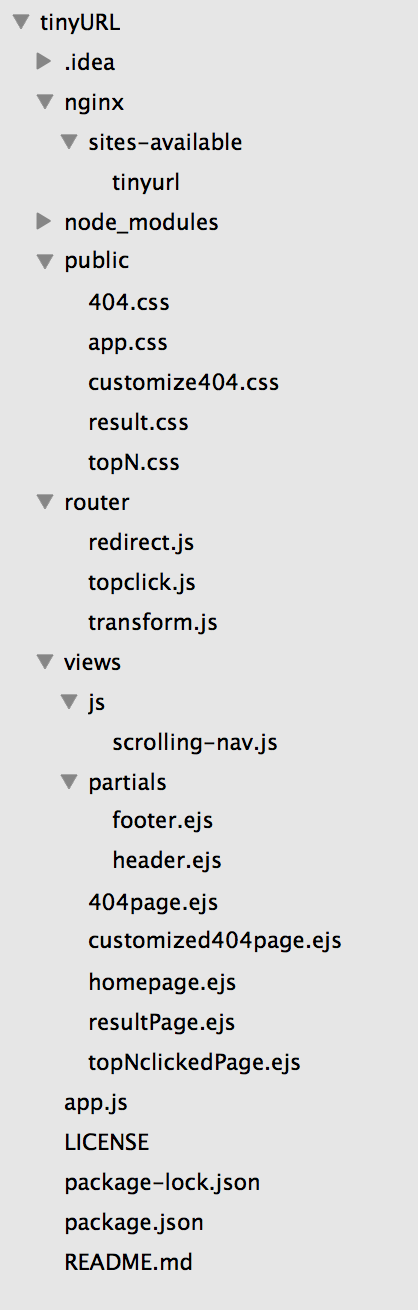 tinyURL
.idea
nginx
sites-available
tinyurl
node_modules
public
404.css
app.css
customize404.css
result.css
topN.css
router
redirect.js
topclick.js
transform.js
views
js
scrolling-nav.js
partials
footer.ejs
header.ejs
404page.ejs
customized404page.ejs
homepage.ejs
resultPage.ejs
topNclickedPage.ejs
app.js
LICENSE
package-lock.json
package.json
README.md